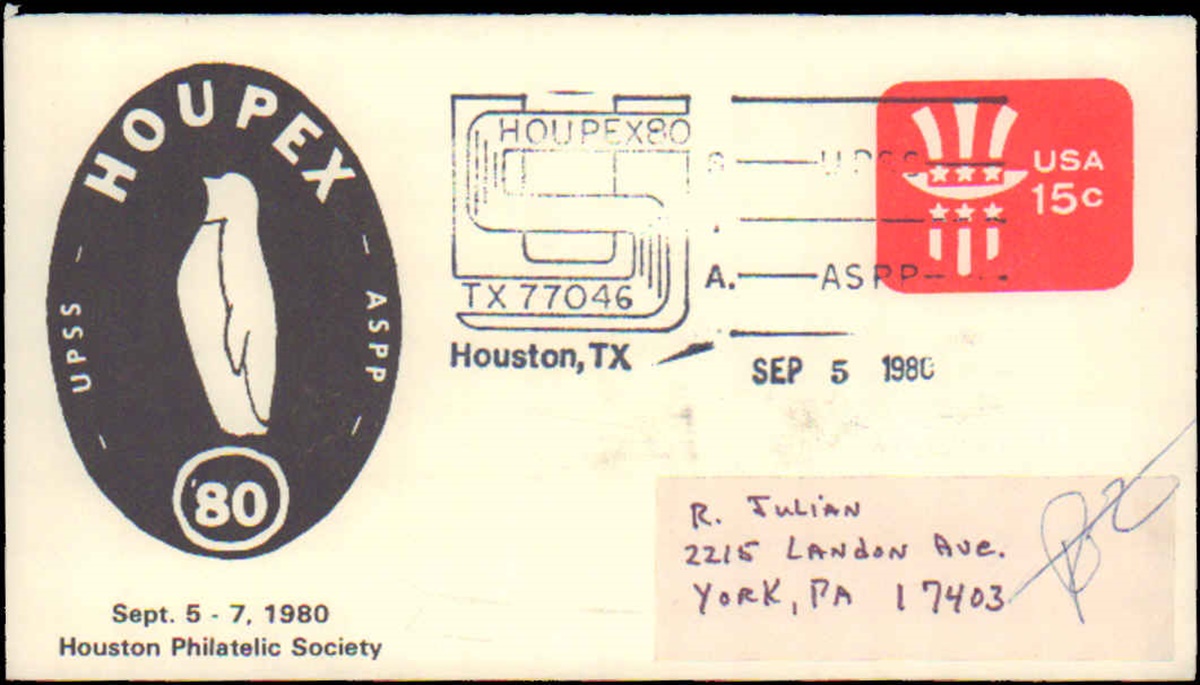 HOUPEX
UPSS
ASPP
'80
Sept. 5 - 7, 1980
Houston Philatelic Society
HOUPEX80
TX 77046
Houston, TX
S. UPSS
A. ASPP
SEP 5 1980
USA
15c
R. Julian
2215 Landon Ave.
York, PA 17403